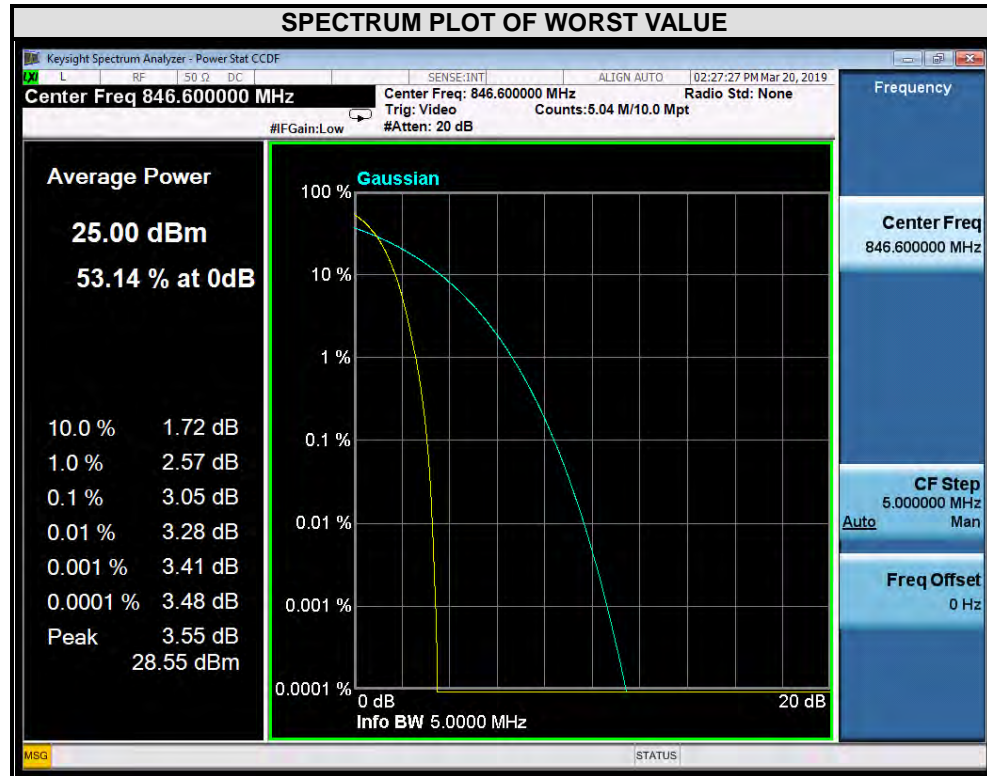 SPECTRUM PLOT OF WORST VALUE
Keysight Spectrum Analyzer - Power Stat CCDF
LXI L RF 50 Ω DC SENSE:INT ALIGN AUTO 02:27:27 PM Mar 20, 2019
Center Freq 846.600000 MHz
Center Freq: 846.600000 MHz Radio Std: None
Trig: Video Counts:5.04 M/10.0 Mpt
#IFGain:Low #Atten: 20 dB
Frequency
Average Power
25.00 dBm
53.14 % at 0dB
10.0 % 1.72 dB
1.0 % 2.57 dB
0.1 % 3.05 dB
0.01 % 3.28 dB
0.001 % 3.41 dB
0.0001 % 3.48 dB
Peak 3.55 dB
28.55 dBm
Gaussian
100 %
10 %
1 %
0.1 %
0.01 %
0.001 %
0.0001 %
0 dB 20 dB
Info BW 5.0000 MHz
Center Freq
846.600000 MHz
CF Step
5.000000 MHz
Auto Man
Freq Offset
0 Hz
MSG STATUS